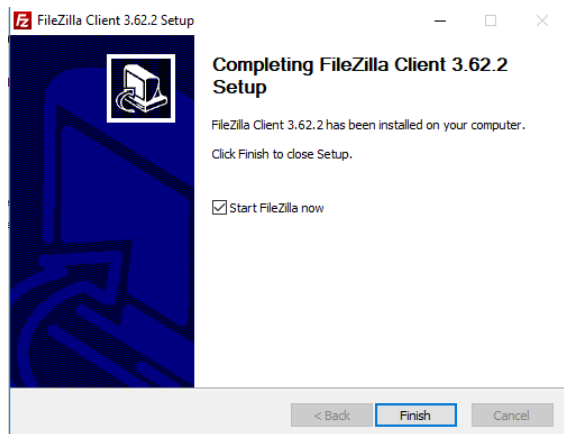 Fz FileZilla Client 3.62.2 Setup
Completing FileZilla Client 3.62.2
Setup
FileZilla Client 3.62.2 has been installed on your computer.
Click Finish to close Setup.
Start FileZilla now
< Back Finish Cancel